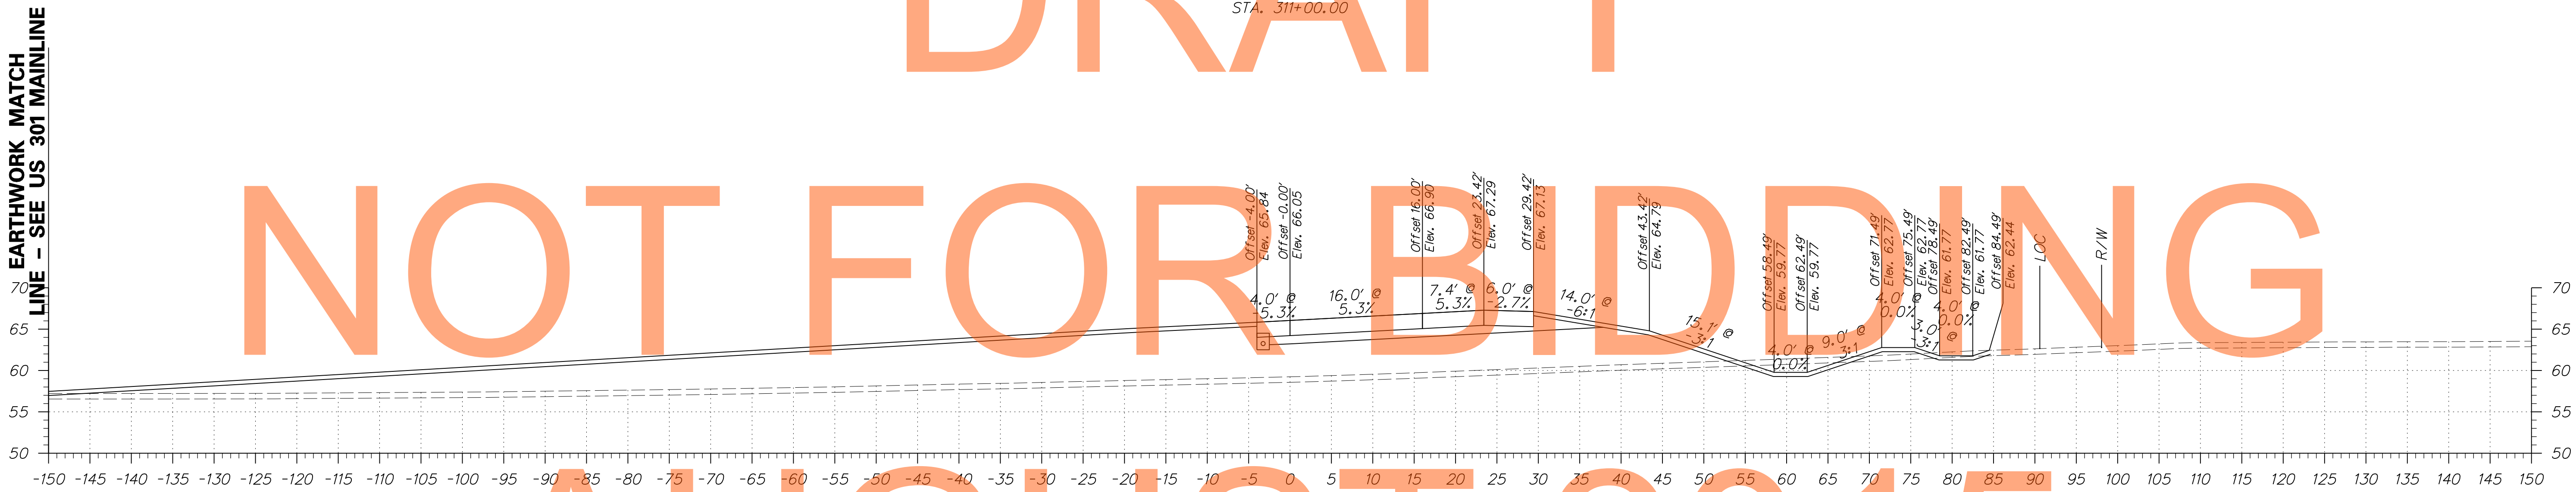 STA. 311+00.00
DRAFT
EARTHWORK MATCH
LINE - SEE US 301 MAINLINE
NOT FOR BIDDING
Offset -4.00'
Elev. 65.84
Offset -0.00'
Elev. 66.05
Offset 16.00'
Elev. 66.90
Offset 23.42'
Elev. 67.29
Offset 29.42'
Elev. 67.13
Offset 43.42'
Elev. 64.79
Offset 58.49'
Elev. 59.77
Offset 62.49'
Elev. 59.77
Offset 71.49'
Elev. 62.77
Offset 75.49'
Elev. 62.77
Offset 78.49'
Elev. 61.77
Offset 82.49'
Elev. 61.77
Offset 84.49'
Elev. 62.44
LOC
R/W
4.0' @
-5.3%
16.0' @
5.3%
7.4' @
5.3%
6.0' @
-2.7%
14.0' @
-6:1
15.1' @
-3:1
4.0' @
0.0%
9.0' @
3:1
4.0' @
0.0%
3.0' @
-3:1
4.0' @
0.0%
70
65
60
55
50
70
65
60
55
50
-150 -145 -140 -135 -130 -125 -120 -115 -110 -105 -100 -95 -90 -85 -80 -75 -70 -65 -60 -55 -50 -45 -40 -35 -30 -25 -20 -15 -10 -5 0 5 10 15 20 25 30 35 40 45 50 55 60 65 70 75 80 85 90 95 100 105 110 115 120 125 130 135 140 145 150